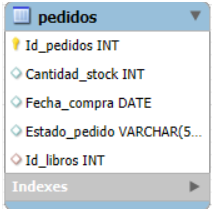 pedidos
Id_pedidos INT
Cantidad_stock INT
Fecha_compra DATE
Estado_pedido VARCHAR(5...
Id_libros INT
Indexes